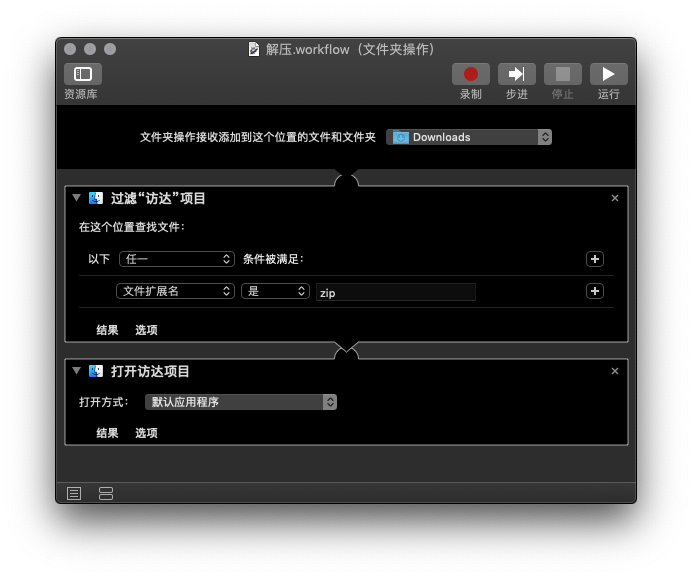 解压.workflow（文件夹操作）
资源库
录制
步进
停止
运行
文件夹操作接收添加到这个位置的文件和文件夹 Downloads
过滤“访达”项目
在这个位置查找文件：
以下 任一 条件被满足：
文件扩展名 是 zip
结果 选项
打开访达项目
打开方式： 默认应用程序
结果 选项